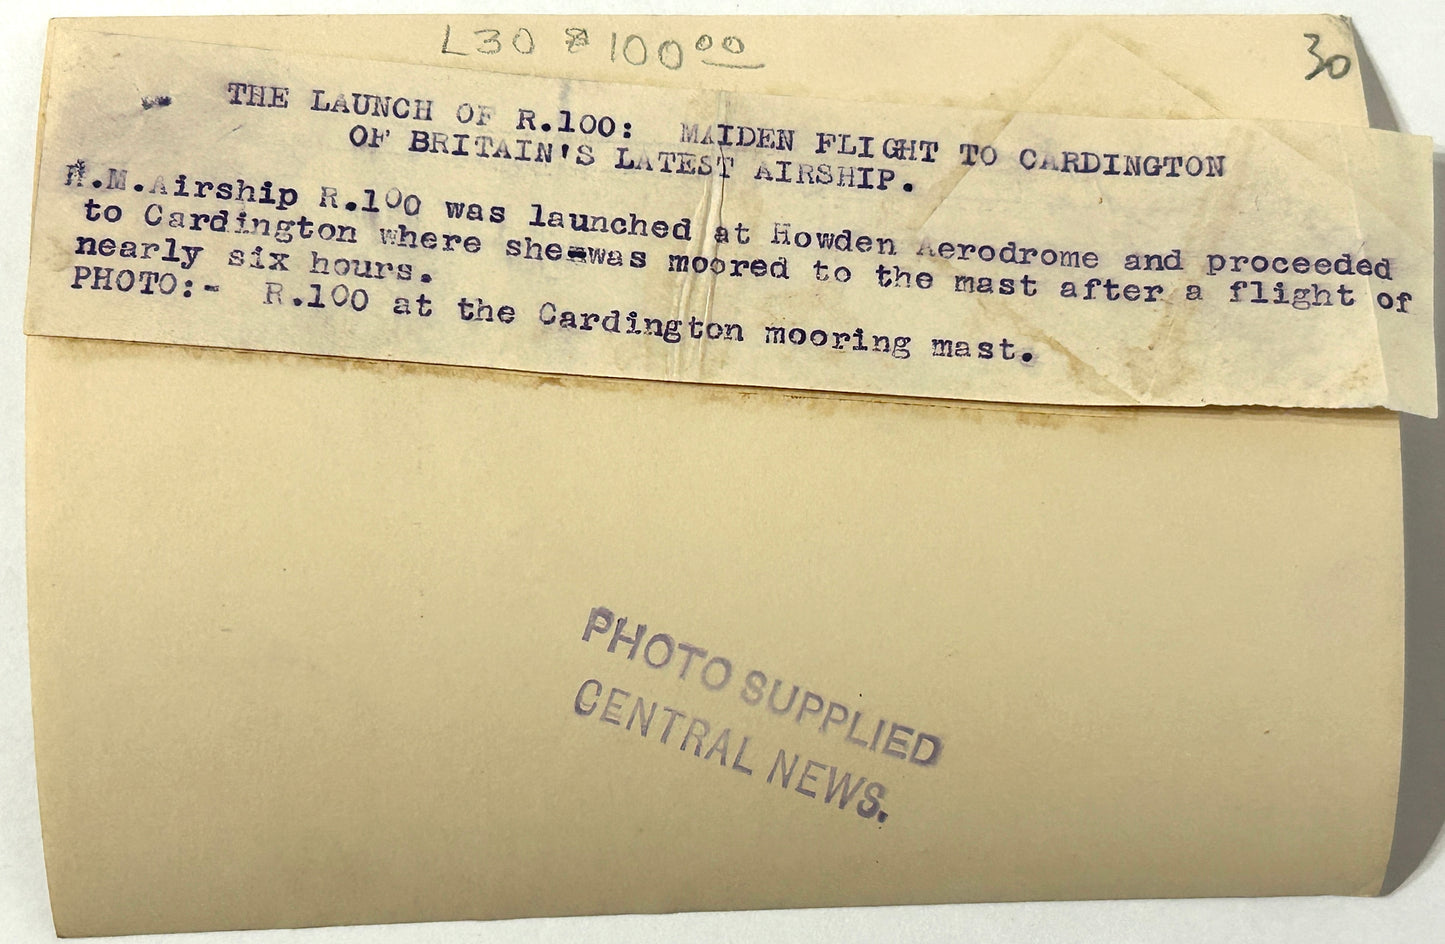 L30 $ 100 00
30
THE LAUNCH OF R.100: MAIDEN FLIGHT TO CARDINGTON
OF BRITAIN'S LATEST AIRSHIP.
H.M.Airship R.100 was launched at Howden Aerodrome and proceeded
to Cardington where she was moored to the mast after a flight of
nearly six hours.
PHOTO:- R.100 at the Cardington mooring mast.
PHOTO SUPPLIED
CENTRAL NEWS.